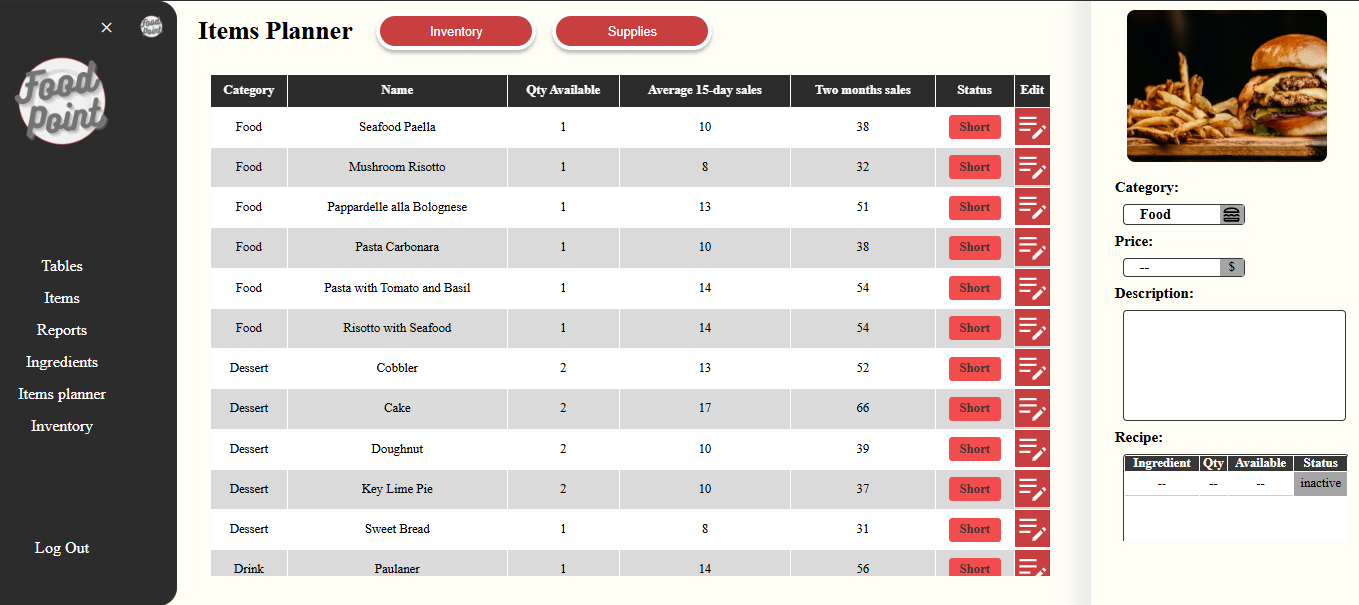 ×
Food Point
Food
Point
Tables
Items
Reports
Ingredients
Items planner
Inventory
Log Out
Items Planner
Inventory
Supplies
Category Name Qty Available Average 15-day sales Two months sales Status Edit
Food Seafood Paella 1 10 38 Short
Food Mushroom Risotto 1 8 32 Short
Food Pappardelle alla Bolognese 1 13 51 Short
Food Pasta Carbonara 1 10 38 Short
Food Pasta with Tomato and Basil 1 14 54 Short
Food Risotto with Seafood 1 14 54 Short
Dessert Cobbler 2 13 52 Short
Dessert Cake 2 17 66 Short
Dessert Doughnut 2 10 39 Short
Dessert Key Lime Pie 2 10 37 Short
Dessert Sweet Bread 1 8 31 Short
Drink Paulaner 1 14 56 Short
Category:
Food
Price:
-- $
Description:
Recipe:
Ingredient Qty Available Status
-- -- -- inactive